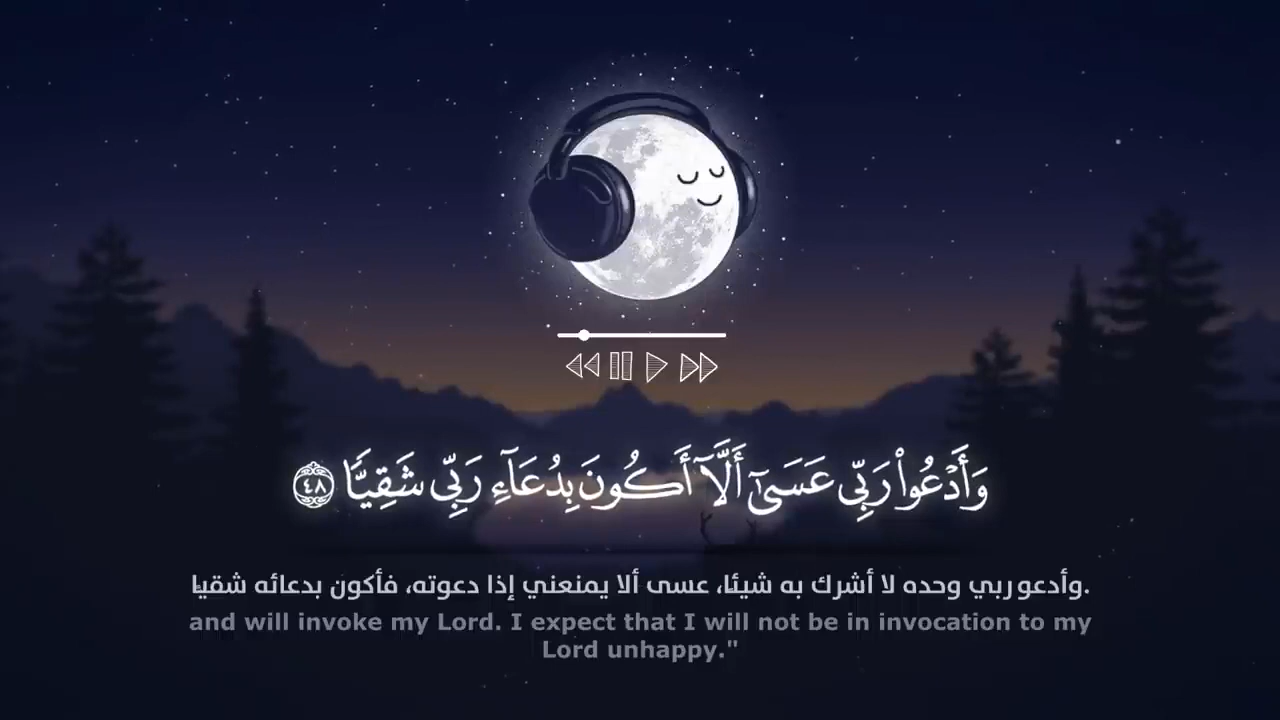 وَأَدْعُوا۟ رَبِّى عَسَىٰٓ أَلَّآ أَكُونَ بِدُعَآءِ رَبِّى شَقِيًّا ٤٨
وأدعو ربي وحده لا أشرك به شيئا، عسى ألا يمنعني إذا دعوته، فأكون بدعائه شقيا.
and will invoke my Lord. I expect that I will not be in invocation to my
Lord unhappy."